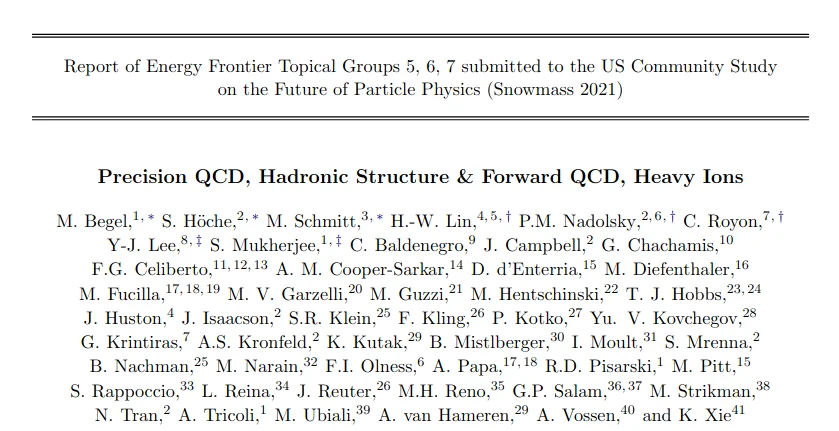 Report of Energy Frontier Topical Groups 5, 6, 7 submitted to the US Community Study
on the Future of Particle Physics (Snowmass 2021)
Precision QCD, Hadronic Structure & Forward QCD, Heavy Ions
M. Begel,1, ∗ S. Höche,2, ∗ M. Schmitt,3, ∗ H.-W. Lin,4, 5, † P.M. Nadolsky,2, 6, † C. Royon,7, †
Y-J. Lee,8, ‡ S. Mukherjee,1, ‡ C. Baldenegro,9 J. Campbell,2 G. Chachamis,10
F.G. Celiberto,11, 12, 13 A. M. Cooper-Sarkar,14 D. d'Enterria,15 M. Diefenthaler,16
M. Fucilla,17, 18, 19 M. V. Garzelli,20 M. Guzzi,21 M. Hentschinski,22 T. J. Hobbs,23, 24
J. Huston,4 J. Isaacson,2 S.R. Klein,25 F. Kling,26 P. Kotko,27 Yu. V. Kovchegov,28
G. Krintiras,7 A.S. Kronfeld,2 K. Kutak,29 B. Mistlberger,30 I. Moult,31 S. Mrenna,2
B. Nachman,25 M. Narain,32 F.I. Olness,6 A. Papa,17, 18 R.D. Pisarski,1 M. Pitt,15
S. Rappoccio,33 L. Reina,34 J. Reuter,26 M.H. Reno,35 G.P. Salam,36, 37 M. Strikman,38
N. Tran,2 A. Tricoli,1 M. Ubiali,39 A. van Hameren,29 A. Vossen,40 and K. Xie41